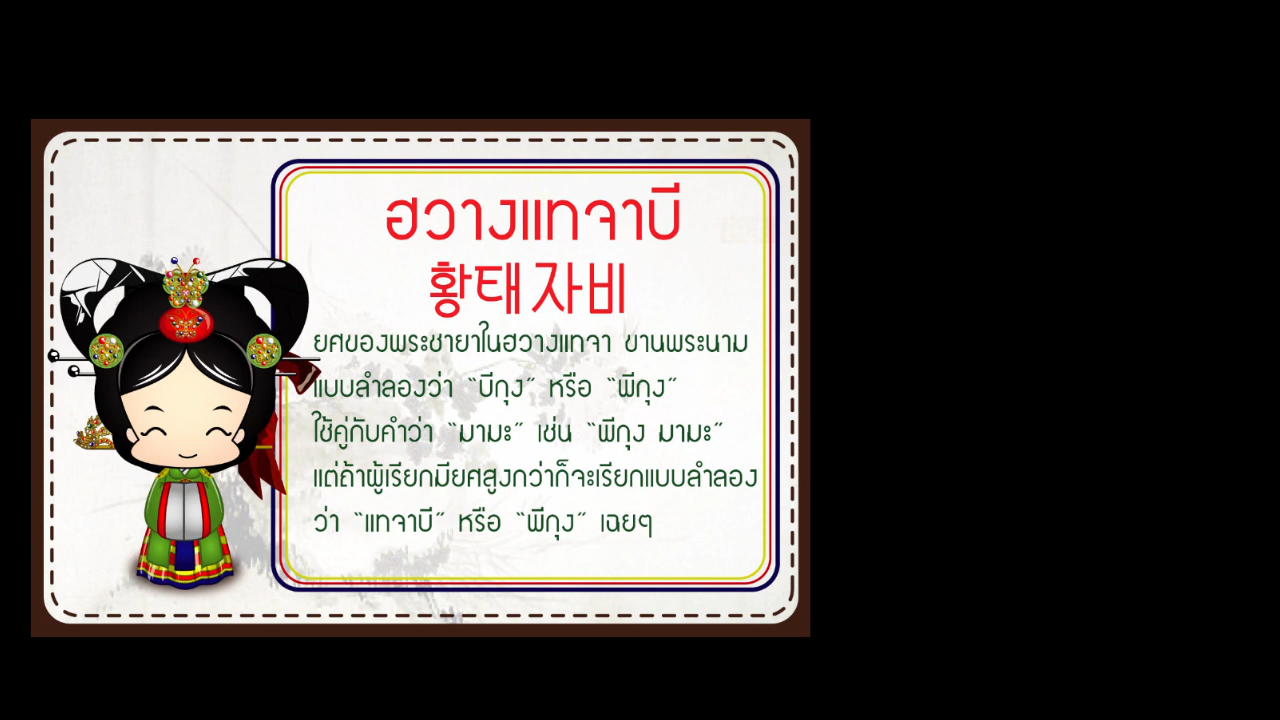 ฮวางแทจาบี
황태자비
ยศของพระชายาในฮวางแทจา ขานพระนาม
แบบลำลองว่า “บีกุง” หรือ “พีกุง”
ใช้คู่กับคำว่า “มามะ” เช่น “พีกุง มามะ”
แต่ถ้าผู้เรียกมียศสูงกว่าก็จะเรียกแบบลำลอง
ว่า “แทจาบี” หรือ “พีกุง” เฉยๆ